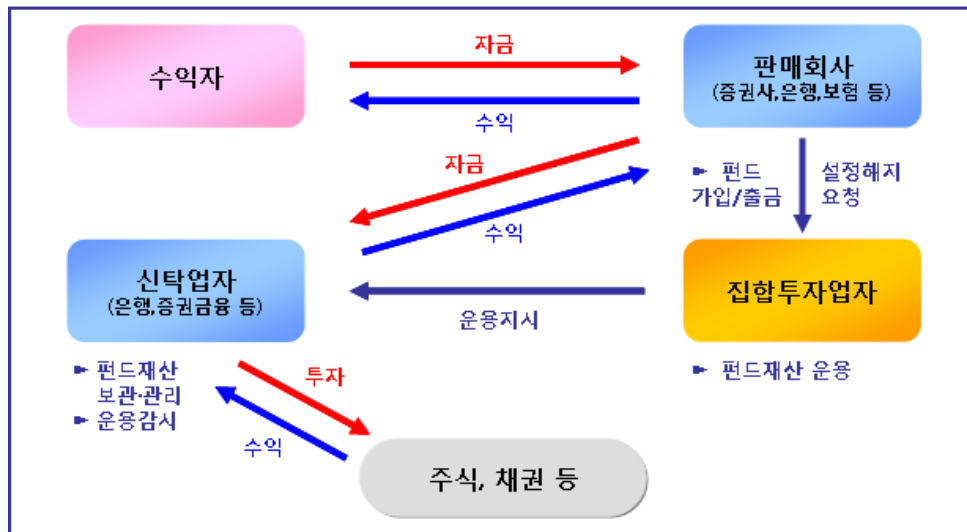 수익자
자금
수익
판매회사
(증권사,은행,보험 등)
자금
수익
► 펀드
가입/출금
설정해지
요청
신탁업자
(은행,증권금융 등)
운용지시
집합투자업자
► 펀드재산
보관·관리
► 운용감시
투자
수익
► 펀드재산 운용
주식, 채권 등